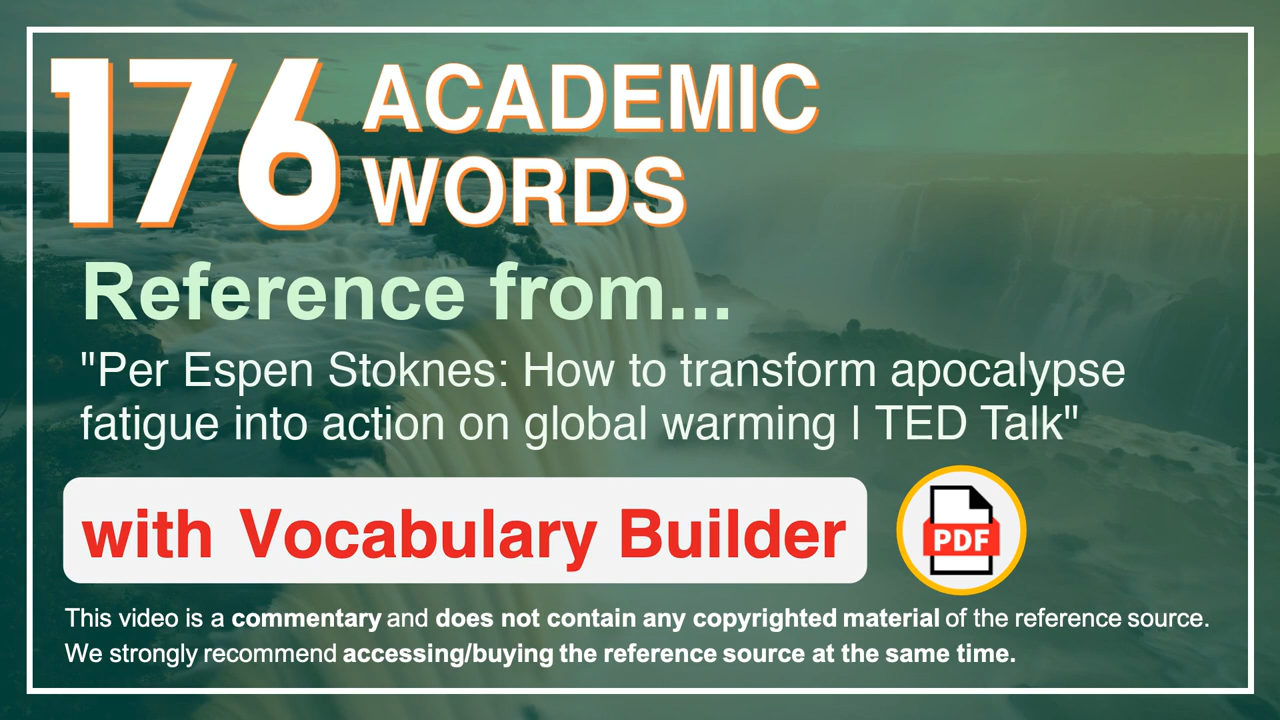 176 ACADEMIC
WORDS
Reference from...
"Per Espen Stoknes: How to transform apocalypse
fatigue into action on global warming | TED Talk"
with Vocabulary Builder
PDF
This video is a commentary and does not contain any copyrighted material of the reference source.
We strongly recommend accessing/buying the reference source at the same time.